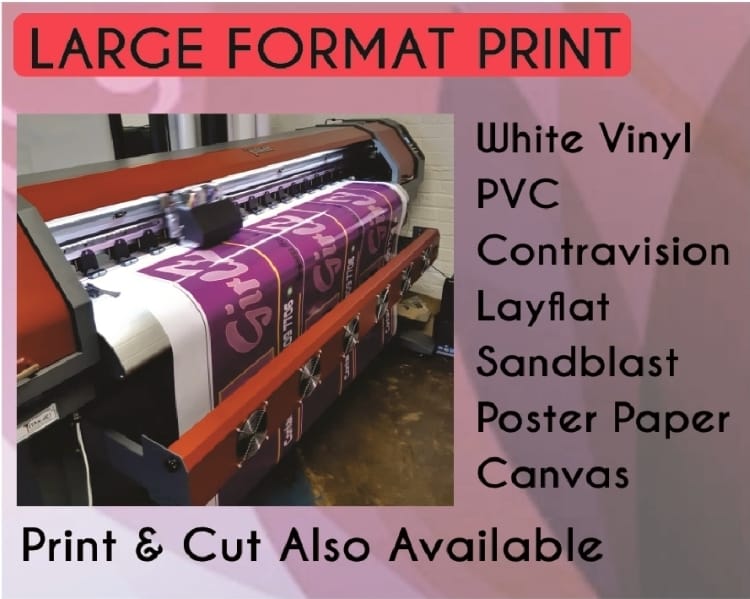 LARGE FORMAT PRINT
White Vinyl
PVC
Contravision
Layflat
Sandblast
Poster Paper
Canvas
Print & Cut Also Available